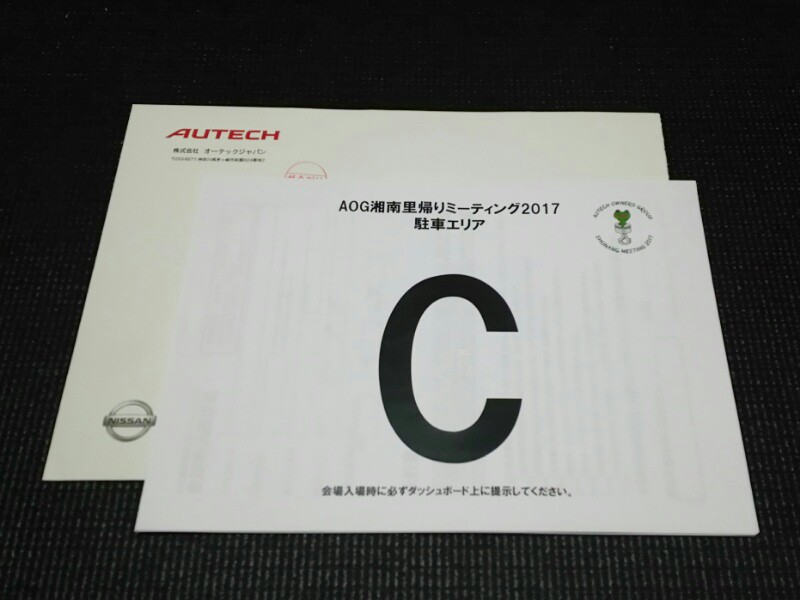 AUTECH
株式会社 オーテックジャパン
AOG湘南里帰りミーティング2017
駐車エリア
AUTECH OWNERS GROUP
C
NISSAN
会場入場時に必ずダッシュボード上に提示してください。